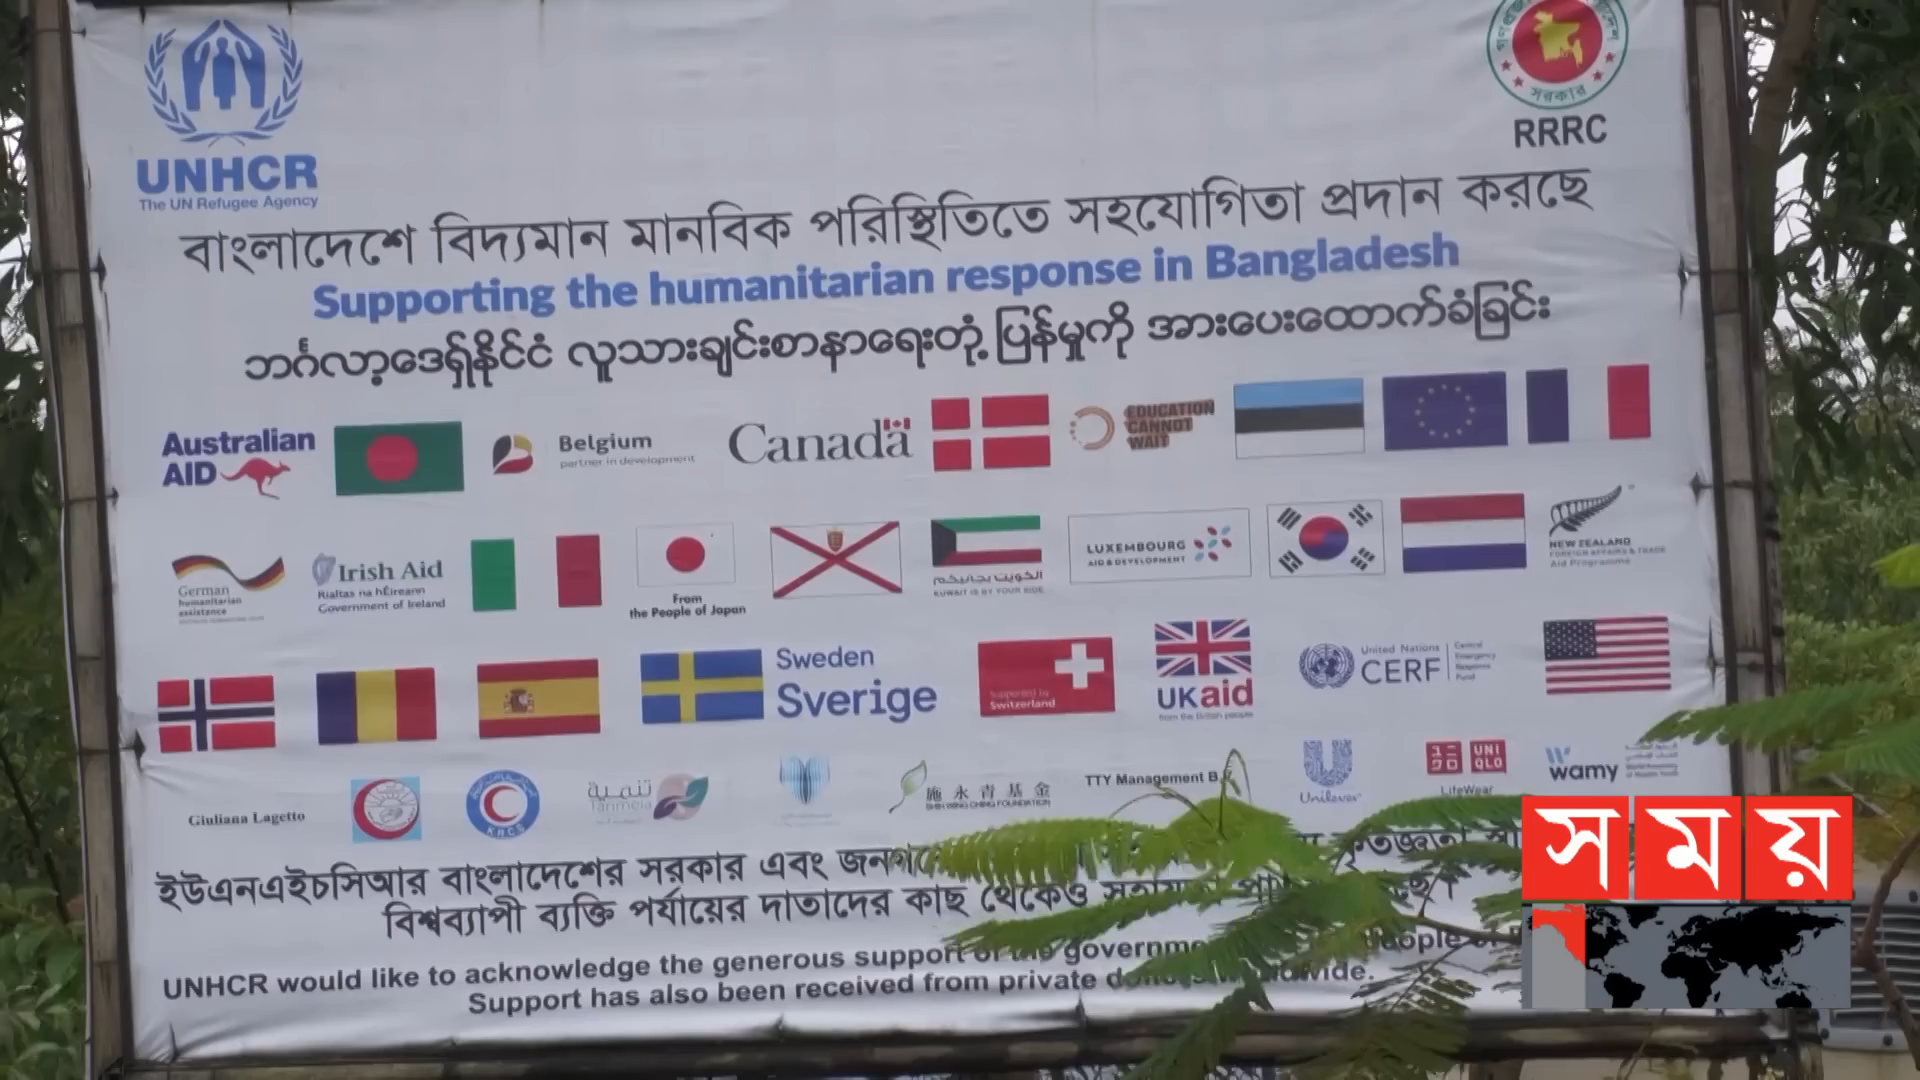 সরকার
RRRC
UNHCR
The UN Refugee Agency
বাংলাদেশে বিদ্যমান মানবিক পরিস্থিতিতে সহযোগিতা প্রদান করছে
Supporting the humanitarian response in Bangladesh
ဘင်္ဂလားဒေ့ရှ်နိုင်ငံ လူသားချင်းစာနာရေးတုံ့ ပြန်မှုကို အားပေးထောက်ခံခြင်း
Australian
AID
Belgium
partner in development
Canada
EDUCATION
CANNOT
WAIT
German
humanitarian
assistance
Irish Aid
Rialtas na hÉireann
Government of Ireland
From
the People of Japan
الكويت بجانبكم
KUWAIT IS BY YOUR SIDE
LUXEMBOURG
AID & DEVELOPMENT
NEW ZEALAND
FOREIGN AFFAIRS & TRADE
Aid Programme
Sweden
Sverige
Supported by
Switzerland
UKaid
from the British people
United Nations
CERF
Central
Emergency
Response
Fund
Giuliana Lagetto
KRCS
تنمية
Tanmeia
施永青基金
SHIH WING CHING FOUNDATION
TTY Management B.
Unilever
UNI
QLO
LifeWear
wamy
ইউএনএইচসিআর বাংলাদেশের সরকার এবং
কৃতজ্ঞতা
বিশ্বব্যাপী ব্যক্তি পর্যায়ের দাতাদের কাছ থেকেও
UNHCR would like to acknowledge the generous support of the
people
Support has also been received from private
সময়